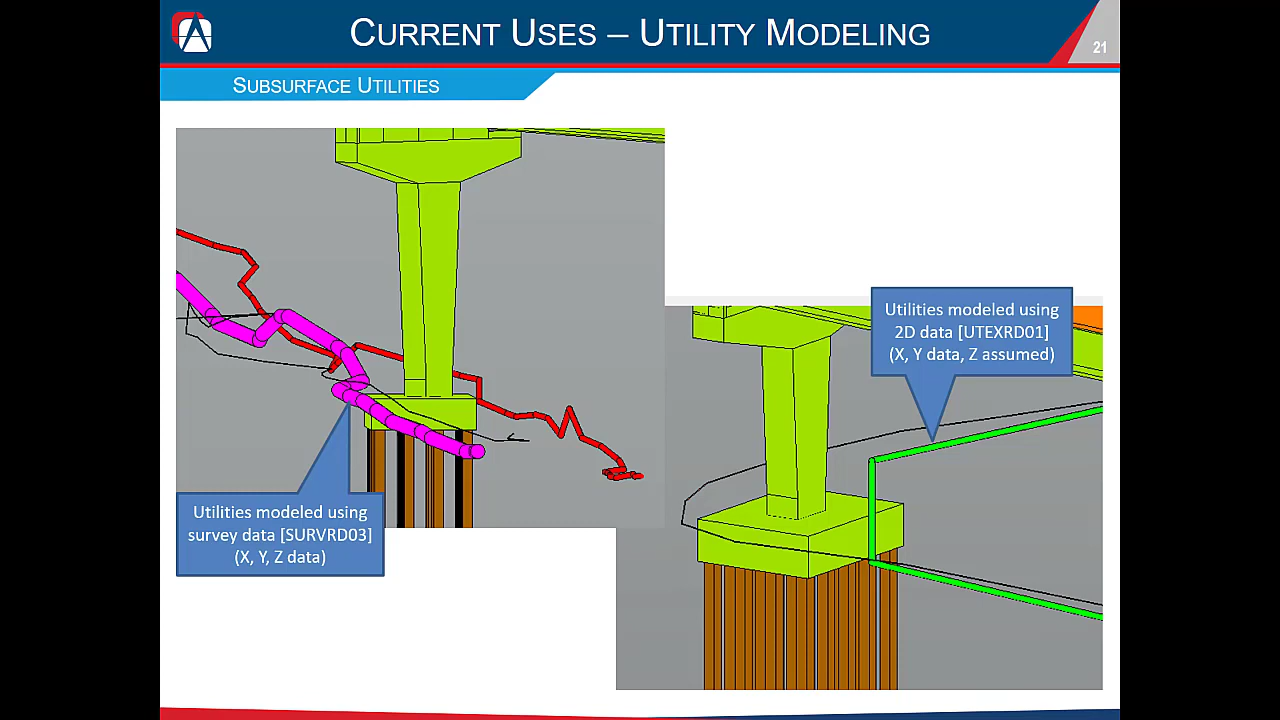 CURRENT USES – UTILITY MODELING
21
SUBSURFACE UTILITIES
Utilities modeled using
2D data [UTEXRD01]
(X, Y data, Z assumed)
Utilities modeled using
survey data [SURVRD03]
(X, Y, Z data)